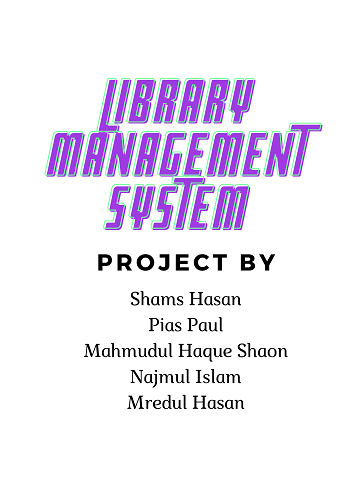 LIBRARY
MANAGEMENT
SYSTEM
PROJECT BY
Shams Hasan
Pias Paul
Mahmudul Haque Shaon
Najmul Islam
Mredul Hasan